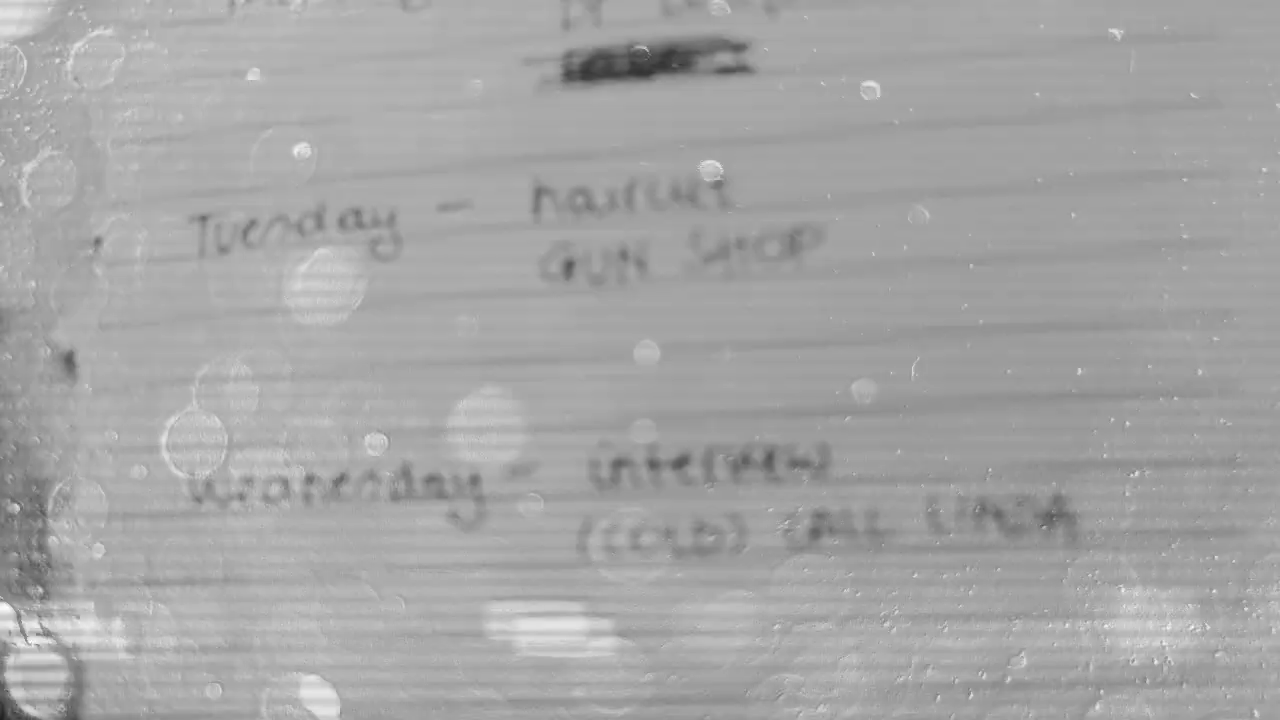 Tuesday - haircut
GUN SHOP
Wednesday - interview
(COLD) CALL LINDA